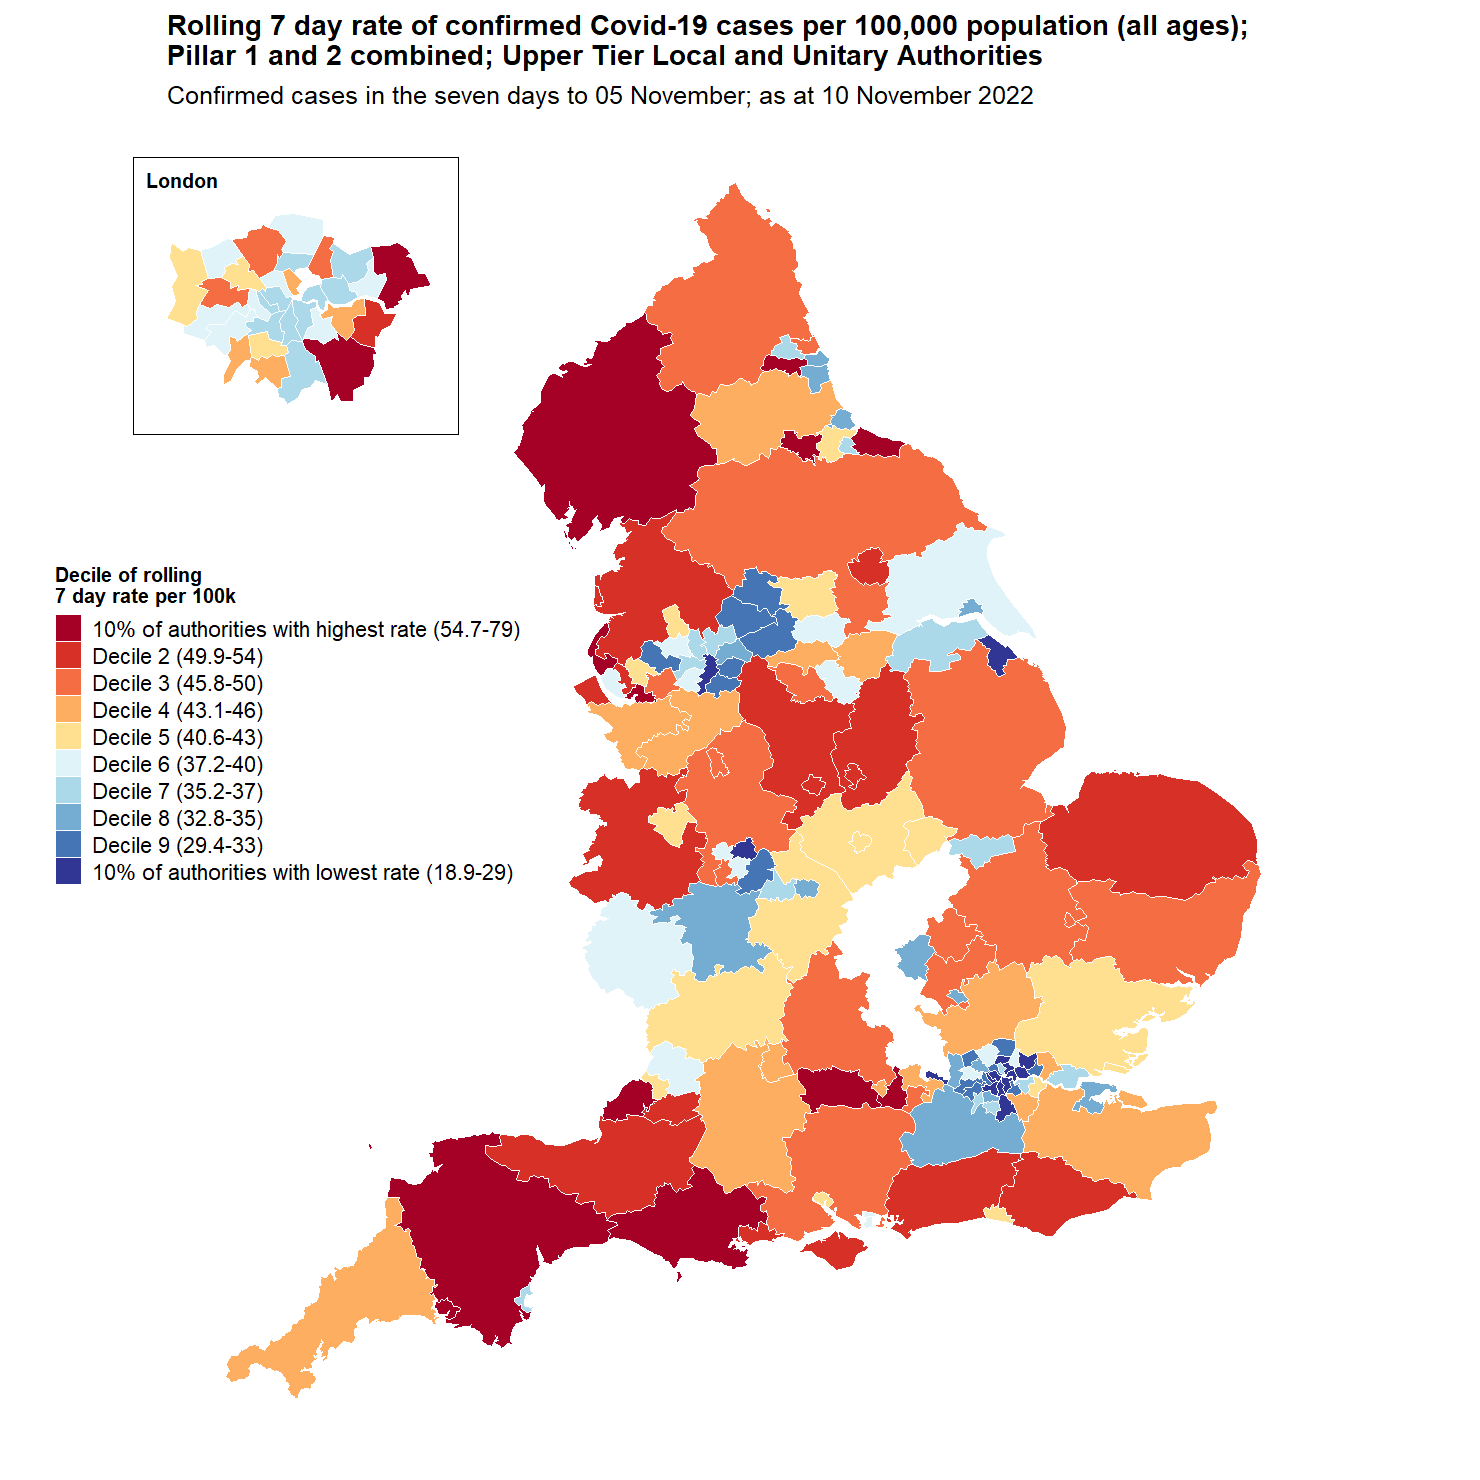 Rolling 7 day rate of confirmed Covid-19 cases per 100,000 population (all ages);
Pillar 1 and 2 combined; Upper Tier Local and Unitary Authorities
Confirmed cases in the seven days to 05 November; as at 10 November 2022
London
Decile of rolling
7 day rate per 100k
10% of authorities with highest rate (54.7-79)
Decile 2 (49.9-54)
Decile 3 (45.8-50)
Decile 4 (43.1-46)
Decile 5 (40.6-43)
Decile 6 (37.2-40)
Decile 7 (35.2-37)
Decile 8 (32.8-35)
Decile 9 (29.4-33)
10% of authorities with lowest rate (18.9-29)